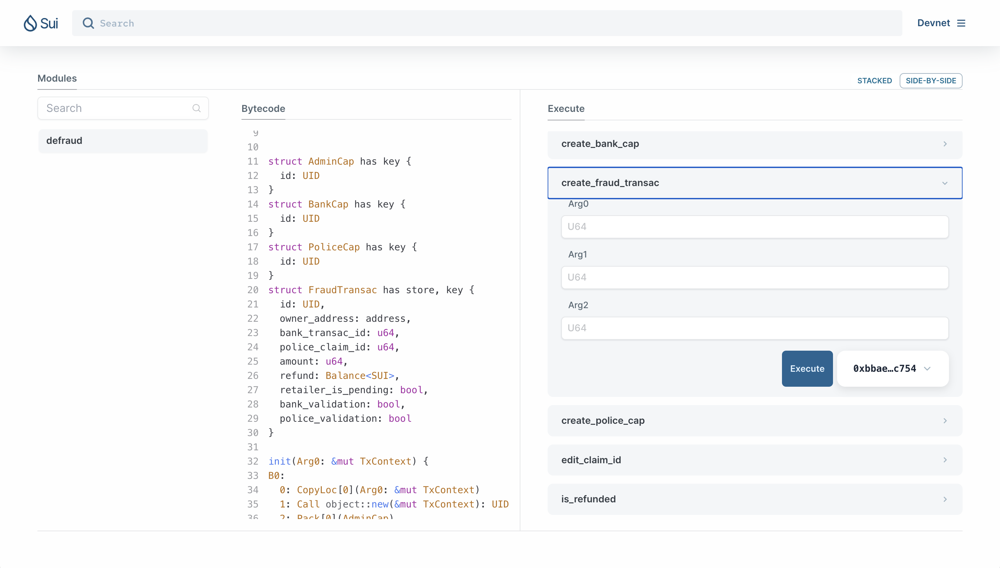 Sui
Search
Devnet
Modules
STACKED
SIDE-BY-SIDE
Search
defraud
Bytecode
9
10
11 struct AdminCap has key {
12 id: UID
13 }
14 struct BankCap has key {
15 id: UID
16 }
17 struct PoliceCap has key {
18 id: UID
19 }
20 struct FraudTransac has store, key {
21 id: UID,
22 owner_address: address,
23 bank_transac_id: u64,
24 police_claim_id: u64,
25 amount: u64,
26 refund: Balance<SUI>,
27 retailer_is_pending: bool,
28 bank_validation: bool,
29 police_validation: bool
30 }
31
32 init(Arg0: &mut TxContext) {
33 B0:
34 0: CopyLoc[0](Arg0: &mut TxContext)
35 1: Call object::new(&mut TxContext): UID
36 2: Pack[0](AdminCap)
Execute
create_bank_cap
create_fraud_transac
Arg0
U64
Arg1
U64
Arg2
U64
Execute
0xbbae…c754
create_police_cap
edit_claim_id
is_refunded